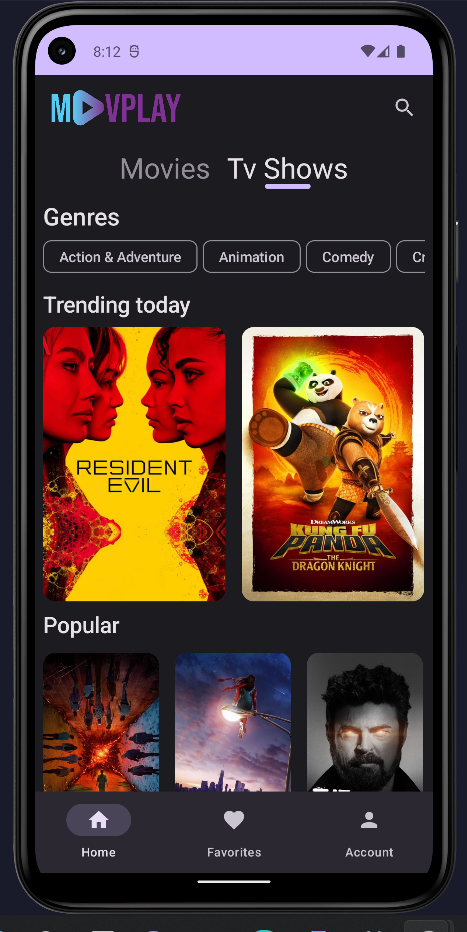 8:12
MOVPLAY
Movies Tv Shows
Genres
Action & Adventure Animation Comedy Cr
Trending today
RESIDENT
EVIL
DREAMWORKS
KUNG FU
PANDA
THE
DRAGON KNIGHT
Popular
Home Favorites Account